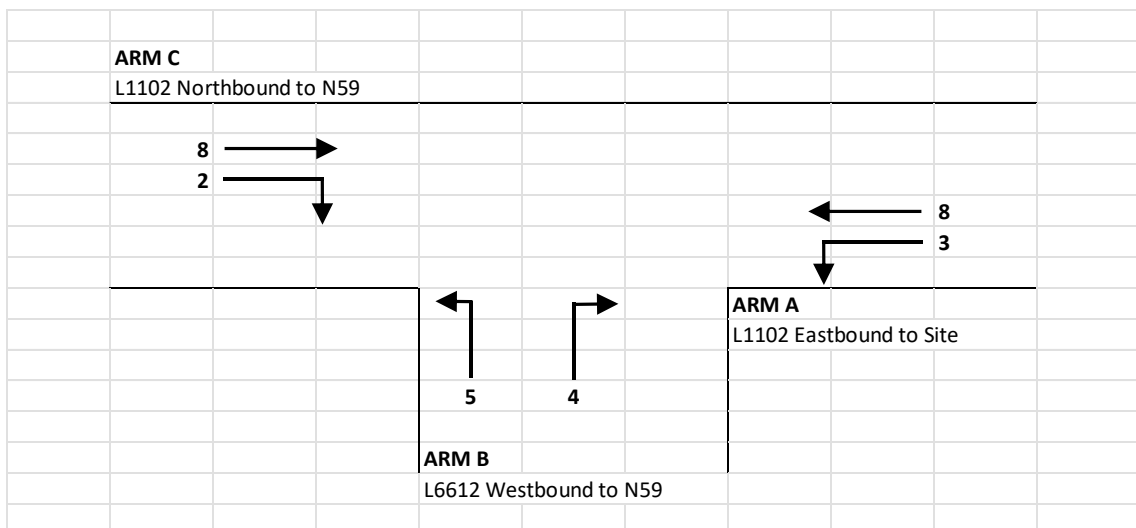 ARM C
L1102 Northbound to N59
8
2
8
3
ARM A
L1102 Eastbound to Site
5 4
ARM B
L6612 Westbound to N59